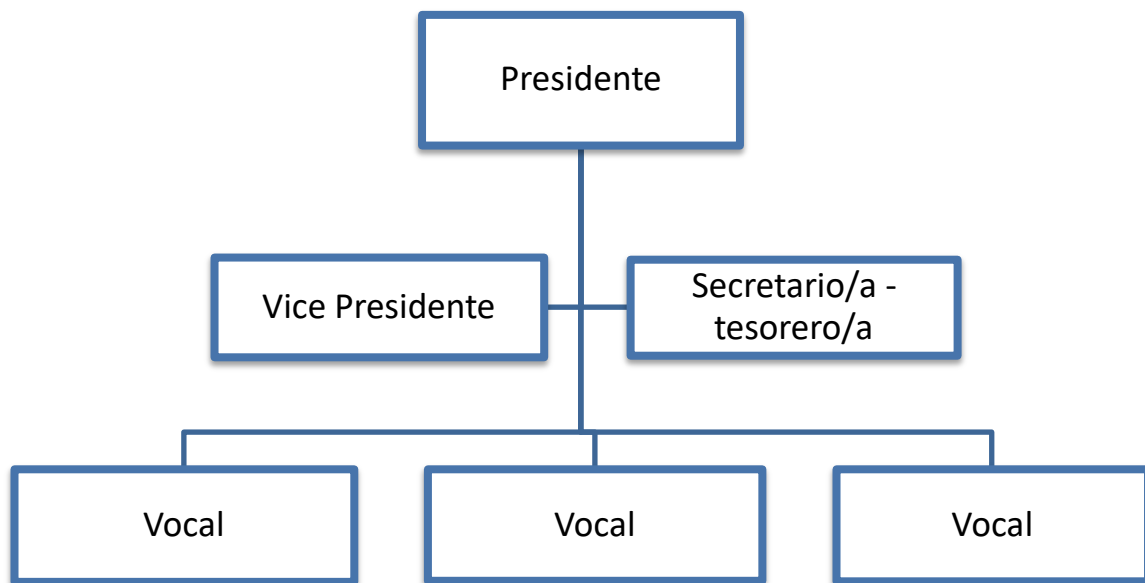 Presidente
Vice Presidente
Secretario/a -
tesorero/a
Vocal
Vocal
Vocal